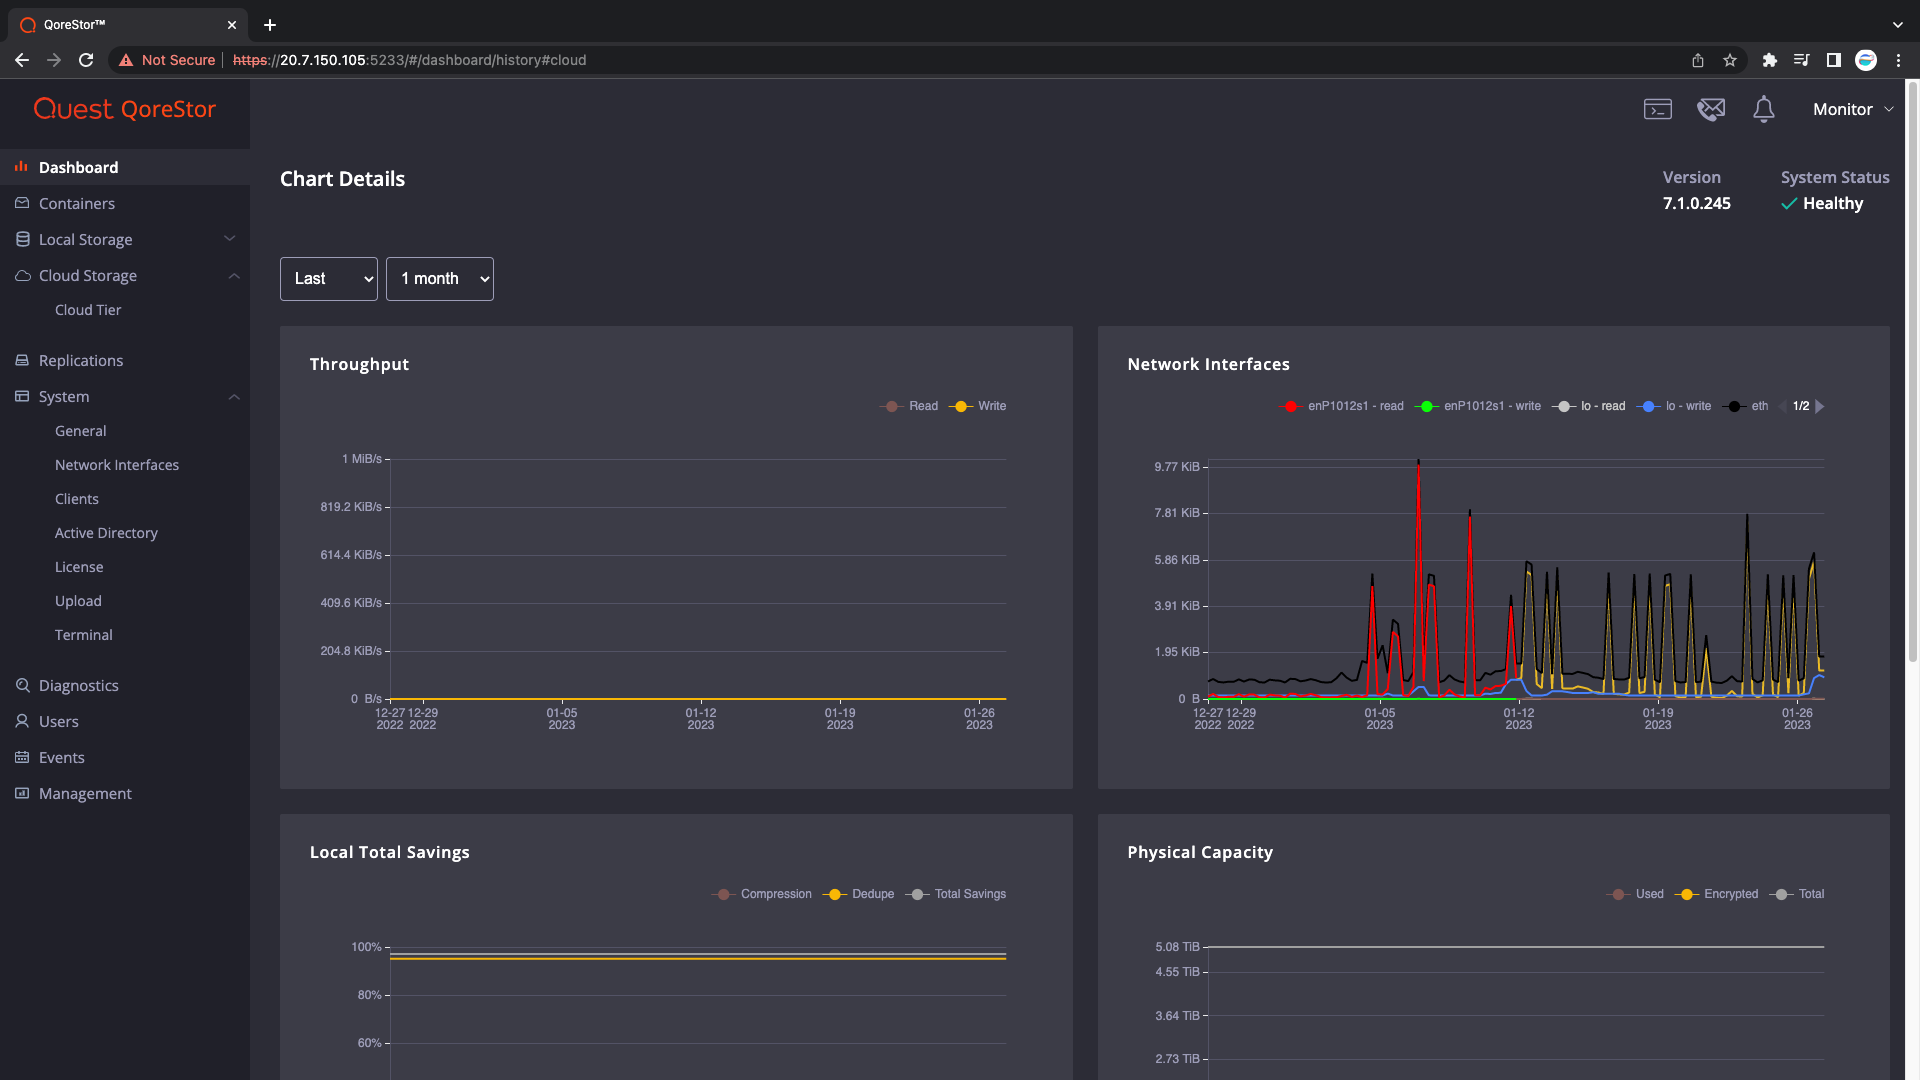 QoreStor™
Not Secure https://20.7.150.105:5233/#/dashboard/history#cloud
Quest QoreStor
Monitor
Dashboard
Containers
Local Storage
Cloud Storage
Cloud Tier
Replications
System
General
Network Interfaces
Clients
Active Directory
License
Upload
Terminal
Diagnostics
Users
Events
Management
Chart Details
Version
7.1.0.245
System Status
Healthy
Last
1 month
Throughput
Read Write
1 MiB/s
819.2 KiB/s
614.4 KiB/s
409.6 KiB/s
204.8 KiB/s
0 B/s
12-27 12-29 01-05 01-12 01-19 01-26
2022 2022 2023 2023 2023 2023
Network Interfaces
enP1012s1 - read enP1012s1 - write lo - read lo - write eth 1/2
9.77 KiB
7.81 KiB
5.86 KiB
3.91 KiB
1.95 KiB
0 B
12-27 12-29 01-05 01-12 01-19 01-26
2022 2022 2023 2023 2023 2023
Local Total Savings
Compression Dedupe Total Savings
100%
80%
60%
Physical Capacity
Used Encrypted Total
5.08 TiB
4.55 TiB
3.64 TiB
2.73 TiB